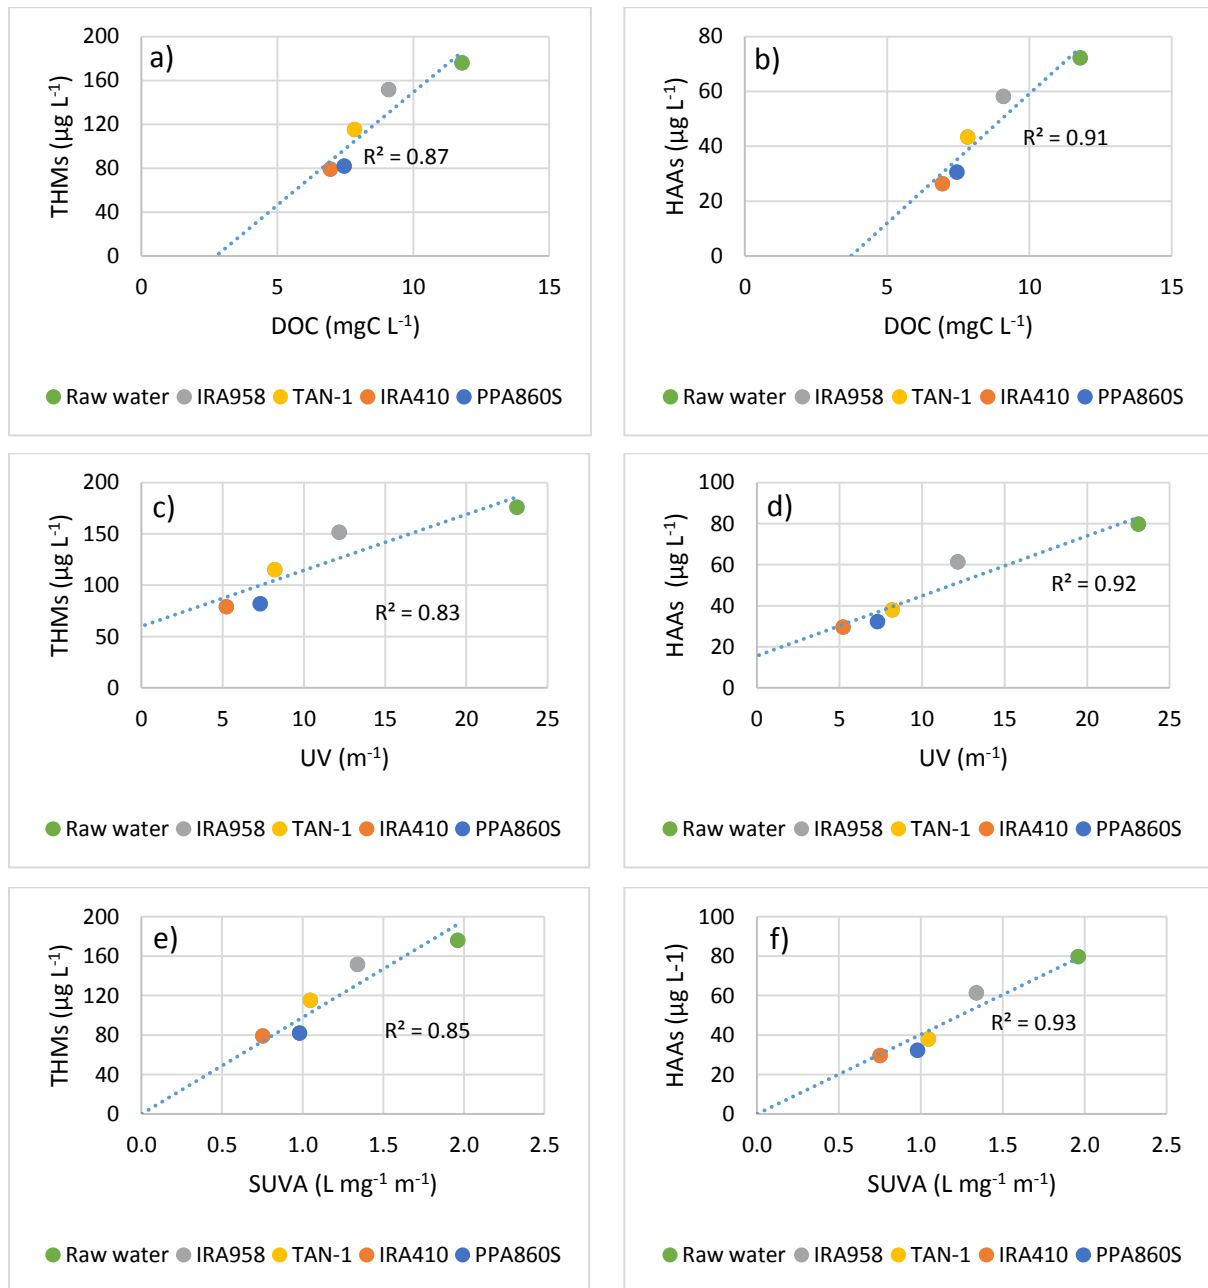 a)
THMs (µg L⁻¹)
200
160
120
80
40
0
R² = 0.87
0 5 10 15
DOC (mgC L⁻¹)
Raw water IRA958 TAN-1 IRA410 PPA860S
b)
HAAs (µg L⁻¹)
80
60
40
20
0
R² = 0.91
0 5 10 15
DOC (mgC L⁻¹)
Raw water IRA958 TAN-1 IRA410 PPA860S
c)
THMs (µg L⁻¹)
200
150
100
50
0
R² = 0.83
0 5 10 15 20 25
UV (m⁻¹)
Raw water IRA958 TAN-1 IRA410 PPA860S
d)
HAAs (µg L⁻¹)
100
80
60
40
20
0
R² = 0.92
0 5 10 15 20 25
UV (m⁻¹)
Raw water IRA958 TAN-1 IRA410 PPA860S
e)
THMs (µg L⁻¹)
200
160
120
80
40
0
R² = 0.85
0.0 0.5 1.0 1.5 2.0 2.5
SUVA (L mg⁻¹ m⁻¹)
Raw water IRA958 TAN-1 IRA410 PPA860S
f)
HAAs (µg L-1)
100
80
60
40
20
0
R² = 0.93
0.0 0.5 1.0 1.5 2.0 2.5
SUVA (L mg⁻¹ m⁻¹)
Raw water IRA958 TAN-1 IRA410 PPA860S